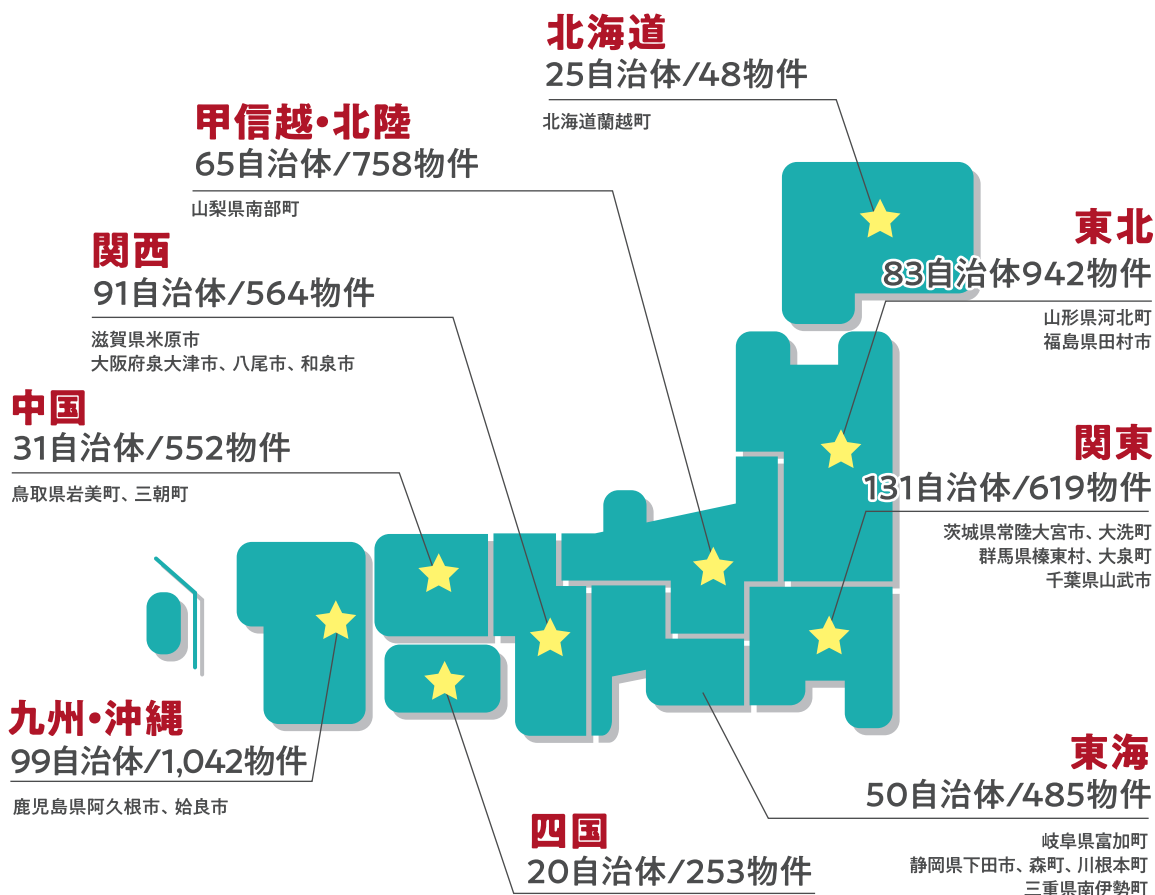 北海道
25自治体/48物件
北海道蘭越町
甲信越・北陸
65自治体/758物件
山梨県南部町
東北
83自治体942物件
山形県河北町
福島県田村市
関西
91自治体/564物件
滋賀県米原市
大阪府泉大津市、八尾市、和泉市
中国
31自治体/552物件
鳥取県岩美町、三朝町
関東
131自治体/619物件
茨城県常陸大宮市、大洗町
群馬県榛東村、大泉町
千葉県山武市
九州・沖縄
99自治体/1,042物件
鹿児島県阿久根市、姶良市
東海
50自治体/485物件
岐阜県富加町
静岡県下田市、森町、川根本町
三重県南伊勢町
四国
20自治体/253物件